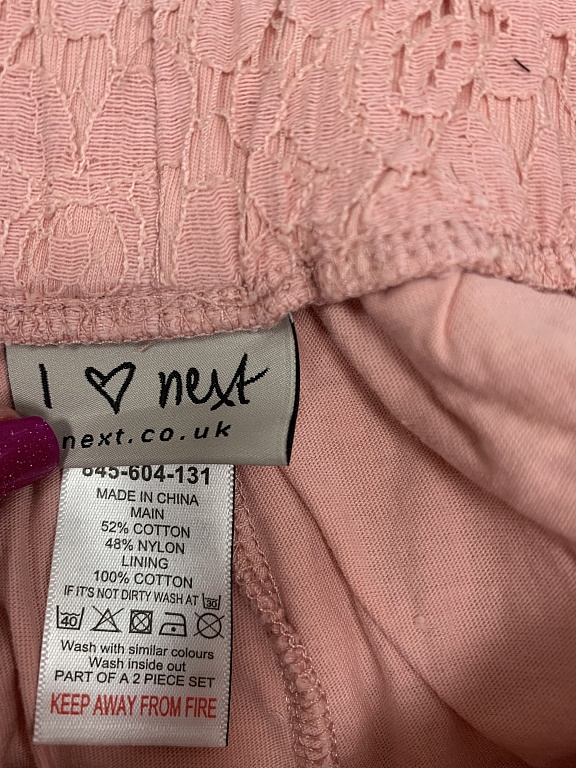 I ♡ next
next.co.uk
845-604-131
MADE IN CHINA
MAIN
52% COTTON
48% NYLON
LINING
100% COTTON
IF IT'S NOT DIRTY WASH AT 30
40
Wash with similar colours
Wash inside out
PART OF A 2 PIECE SET
KEEP AWAY FROM FIRE